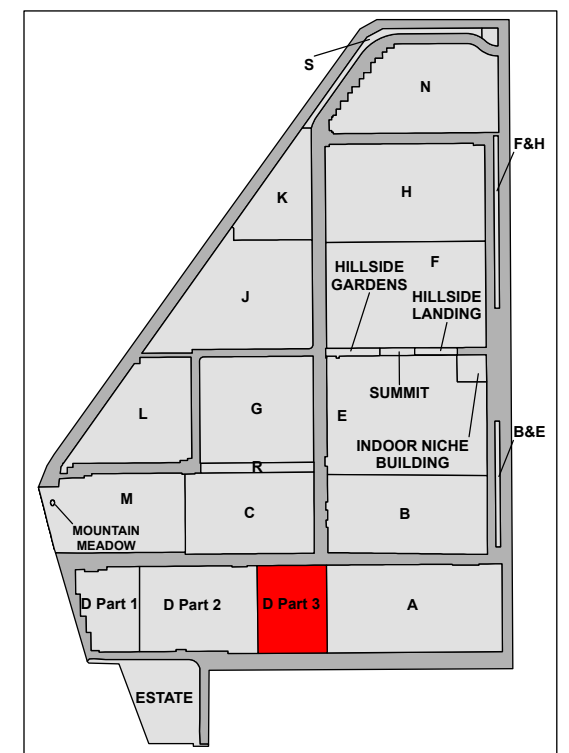 S
N
F&H
K
H
F
HILLSIDE
GARDENS
HILLSIDE
LANDING
J
SUMMIT
L
G
E
INDOOR NICHE
BUILDING
B&E
R
M
C
B
MOUNTAIN
MEADOW
D Part 1
D Part 2
D Part 3
A
ESTATE